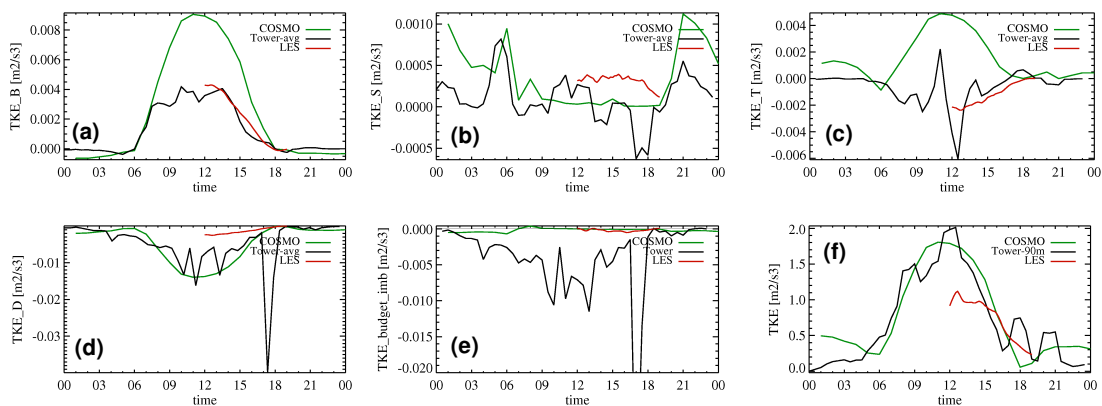 TKE_B [m2/s3]
0.008
0.006
0.004
0.002
0.000
COSMO
Tower-avg
LES
(a)
00 03 06 09 12 15 18 21 00
time
TKE_S [m2/s3]
0.0010
0.0005
0.0000
-0.0005
COSMO
Tower-avg
LES
(b)
00 03 06 09 12 15 18 21 00
time
TKE_T [m2/s3]
0.004
0.002
0.000
-0.002
-0.004
-0.006
COSMO
Tower-avg
LES
(c)
00 03 06 09 12 15 18 21 00
time
TKE_D [m2/s3]
-0.01
-0.02
-0.03
COSMO
Tower-avg
LES
(d)
00 03 06 09 12 15 18 21 00
time
TKE_budget_imb [m2/s3]
0.000
-0.005
-0.010
-0.015
-0.020
COSMO
Tower
LES
(e)
00 03 06 09 12 15 18 21 00
time
TKE [m2/s3]
2.0
1.5
1.0
0.5
0.0
COSMO
Tower-90m
LES
(f)
00 03 06 09 12 15 18 21 00
time